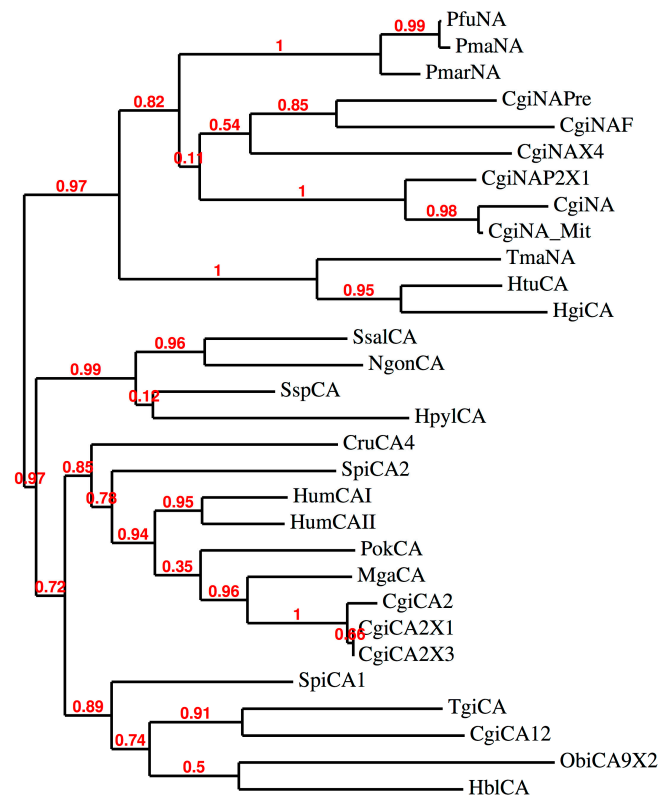 PfuNA
0.99
PmaNA
1
PmarNA
CgiNAPre
0.85
0.82
CgiNAF
0.54
CgiNAX4
0.11
CgiNAP2X1
0.97
1
CgiNA
0.98
CgiNA_Mit
TmaNA
1
HtuCA
0.95
HgiCA
SsalCA
0.96
NgonCA
0.99
SspCA
0.12
HpylCA
CruCA4
0.85
SpiCA2
0.97
0.78
HumCAI
0.95
HumCAII
0.94
PokCA
0.35
MgaCA
0.72
0.96
CgiCA2
1
CgiCA2X1
0.66
CgiCA2X3
SpiCA1
0.89
TgiCA
0.91
CgiCA12
0.74
ObiCA9X2
0.5
HblCA